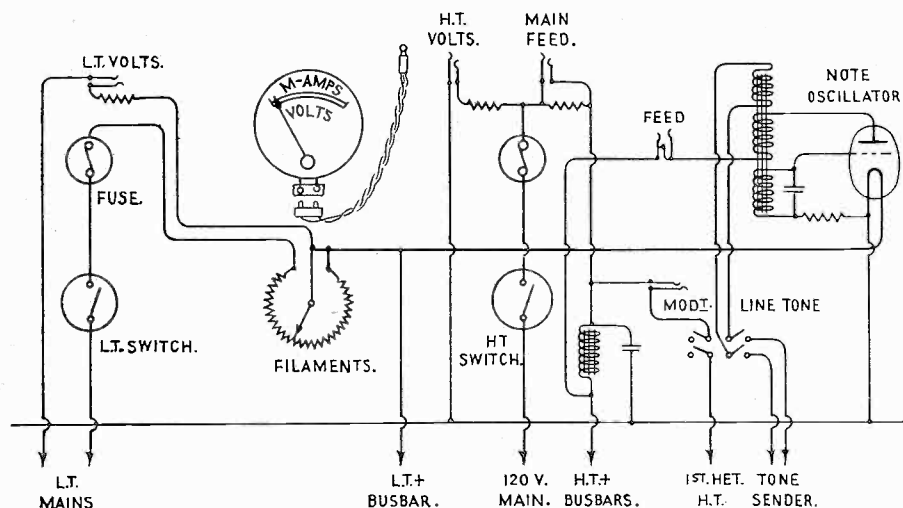 L.T. VOLTS.
H.T.
VOLTS.
MAIN
FEED.
M-AMPS
VOLTS
NOTE
OSCILLATOR
FEED
FUSE.
MODT.
LINE TONE
L.T. SWITCH.
FILAMENTS.
HT
SWITCH.
L.T.
MAINS
L.T.+
BUSBAR.
120 V.
MAIN.
H.T.+
BUSBARS.
1ST. HET.
H.T.
TONE
SENDER.